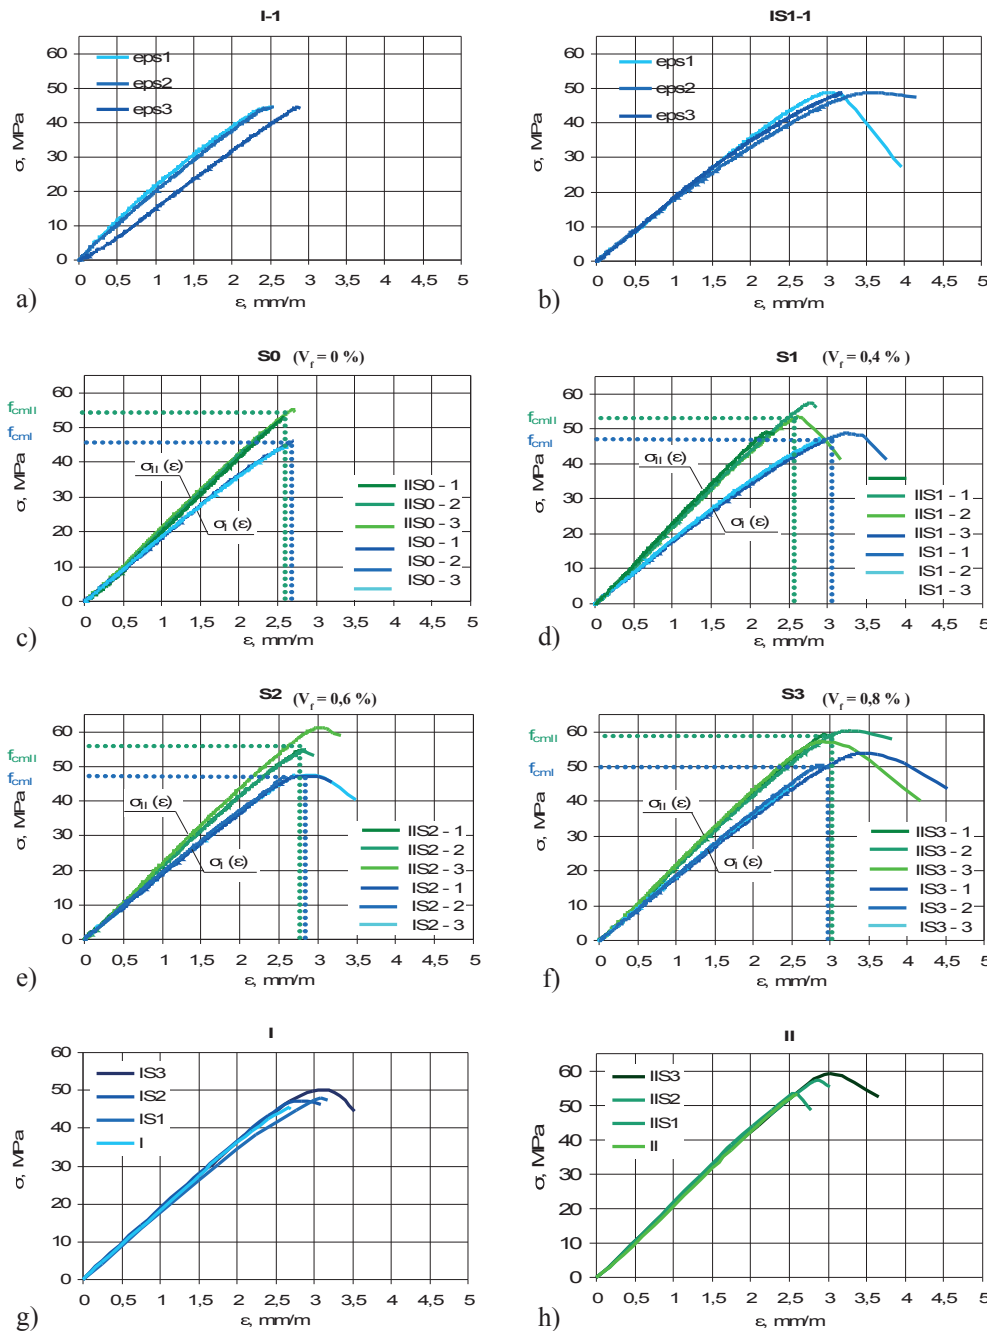 I-1
60
50
40
30
20
10
0
σ, MPa
eps1
eps2
eps3
0 0,5 1 1,5 2 2,5 3 3,5 4 4,5 5
ε, mm/m
a)
IS1-1
60
50
40
30
20
10
0
σ, MPa
eps1
eps2
eps3
0 0,5 1 1,5 2 2,5 3 3,5 4 4,5 5
ε, mm/m
b)
S0 (Vf = 0 %)
60
fcmII
50
fcmI
40
30
20
10
0
σ, MPa
σII (ε)
σI (ε)
IIS0 - 1
IIS0 - 2
IIS0 - 3
IS0 - 1
IS0 - 2
IS0 - 3
0 0,5 1 1,5 2 2,5 3 3,5 4 4,5 5
ε, mm/m
c)
S1 (Vf = 0,4 %)
60
fcmII
50
fcmI
40
30
20
10
0
σ, MPa
σII (ε)
σI (ε)
IIS1 - 1
IIS1 - 2
IIS1 - 3
IS1 - 1
IS1 - 2
IS1 - 3
0 0,5 1 1,5 2 2,5 3 3,5 4 4,5 5
ε, mm/m
d)
S2 (Vf = 0,6 %)
60
fcmII
50
fcmI
40
30
20
10
0
σ, MPa
σII (ε)
σI (ε)
IIS2 - 1
IIS2 - 2
IIS2 - 3
IS2 - 1
IS2 - 2
IS2 - 3
0 0,5 1 1,5 2 2,5 3 3,5 4 4,5 5
ε, mm/m
e)
S3 (Vf = 0,8 %)
60
fcmII
50
fcmI
40
30
20
10
0
σ, MPa
σII (ε)
σI (ε)
IIS3 - 1
IIS3 - 2
IIS3 - 3
IS3 - 1
IS3 - 2
IS3 - 3
0 0,5 1 1,5 2 2,5 3 3,5 4 4,5 5
ε, mm/m
f)
I
60
50
40
30
20
10
0
σ, MPa
IS3
IS2
IS1
I
0 0,5 1 1,5 2 2,5 3 3,5 4 4,5 5
ε, mm/m
g)
II
60
50
40
30
20
10
0
σ, MPa
IIS3
IIS2
IIS1
II
0 0,5 1 1,5 2 2,5 3 3,5 4 4,5 5
ε, mm/m
h)